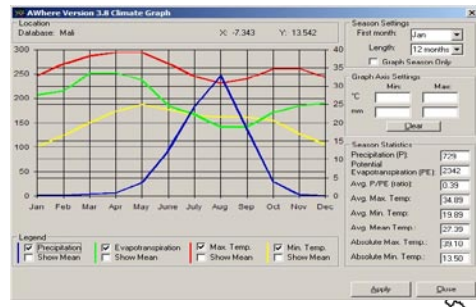 AWhere Version 3.8 Climate Graph
Location
Database: Mali X: -7.343 Y: 13.542
300 40
250 35
30
200 25
150 20
100 15
10
50 5
0 0
Jan Feb Mar Apr May June July Aug Sep Oct Nov Dec
Legend
Precipitation Evapotranspiration Max. Temp. Min. Temp.
Show Mean Show Mean Show Mean Show Mean
Season Settings
First month: Jan
Length: 12 months
Graph Season Only
Graph Axis Settings
Min: Max:
°C
mm
Clear
Season Statistics
Precipitation (P): 729
Potential
Evapotranspiration (PE): 2342
Avg. P/PE (ratio): 0.39
Avg. Max. Temp: 34.89
Avg. Min. Temp: 19.89
Avg. Mean Temp: 27.39
Absolute Max. Temp.: 39.10
Absolute Min. Temp.: 13.50
Apply Close